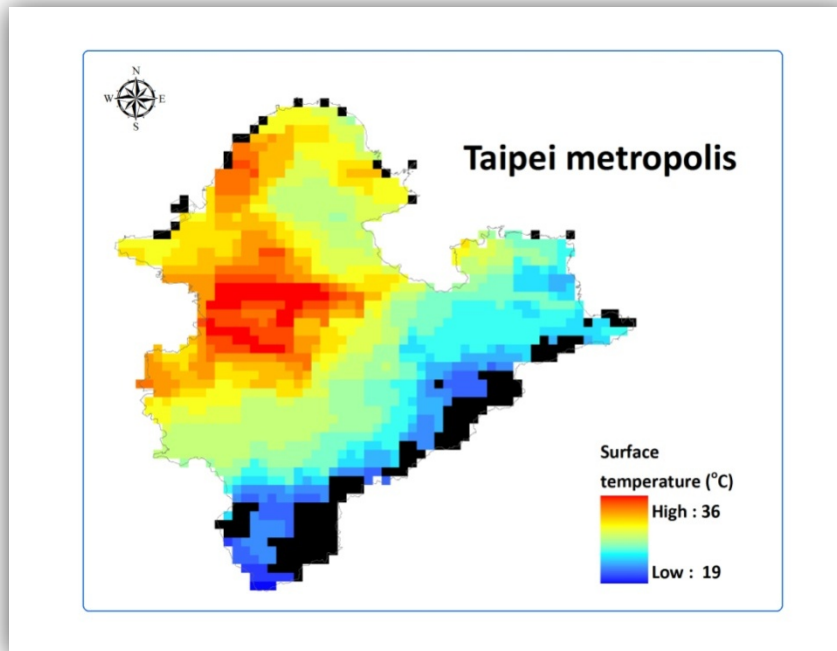 N
W E
S
Taipei metropolis
Surface
temperature (°C)
High : 36
Low : 19